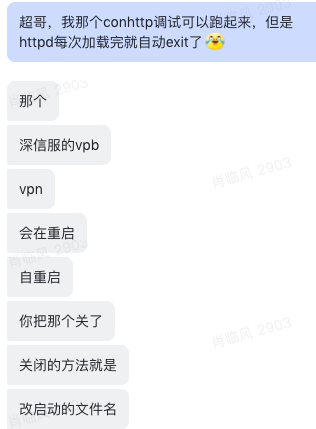 超哥，我那个conhttp调试可以跑起来，但是
httpd每次加载完就自动exit了😂
那个
深信服的vpb
vpn
会在重启
自重启
你把那个关了
关闭的方法就是
改启动的文件名
肖临风 2903
肖临风 2903
肖临风 2903
肖临风 2903
肖临风 2903